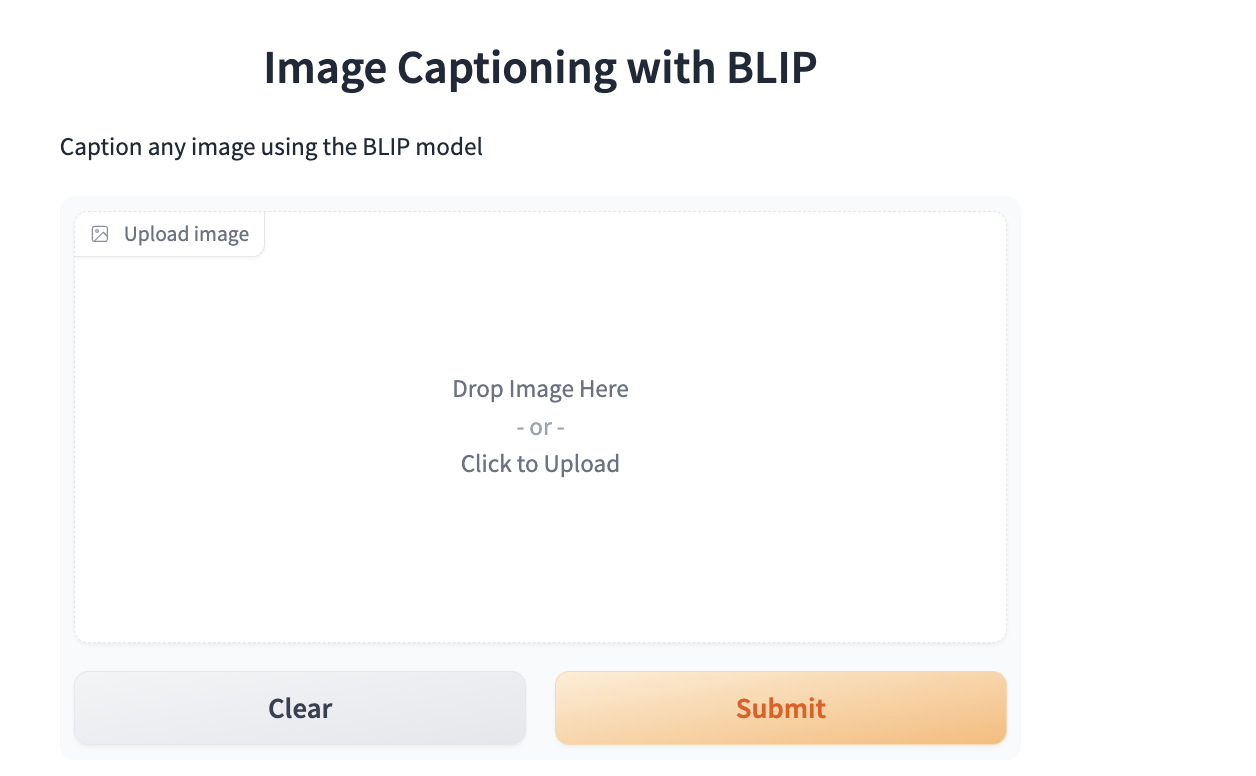 Image Captioning with BLIP
Caption any image using the BLIP model
Upload image
Drop Image Here
- or -
Click to Upload
Clear
Submit